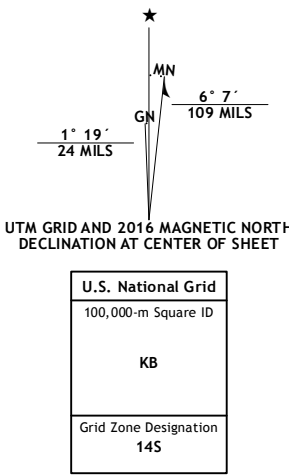 ★
MN
GN
6° 7´
109 MILS
1° 19´
24 MILS
UTM GRID AND 2016 MAGNETIC NORTH
DECLINATION AT CENTER OF SHEET
U.S. National Grid
100,000-m Square ID
KB
Grid Zone Designation
14S